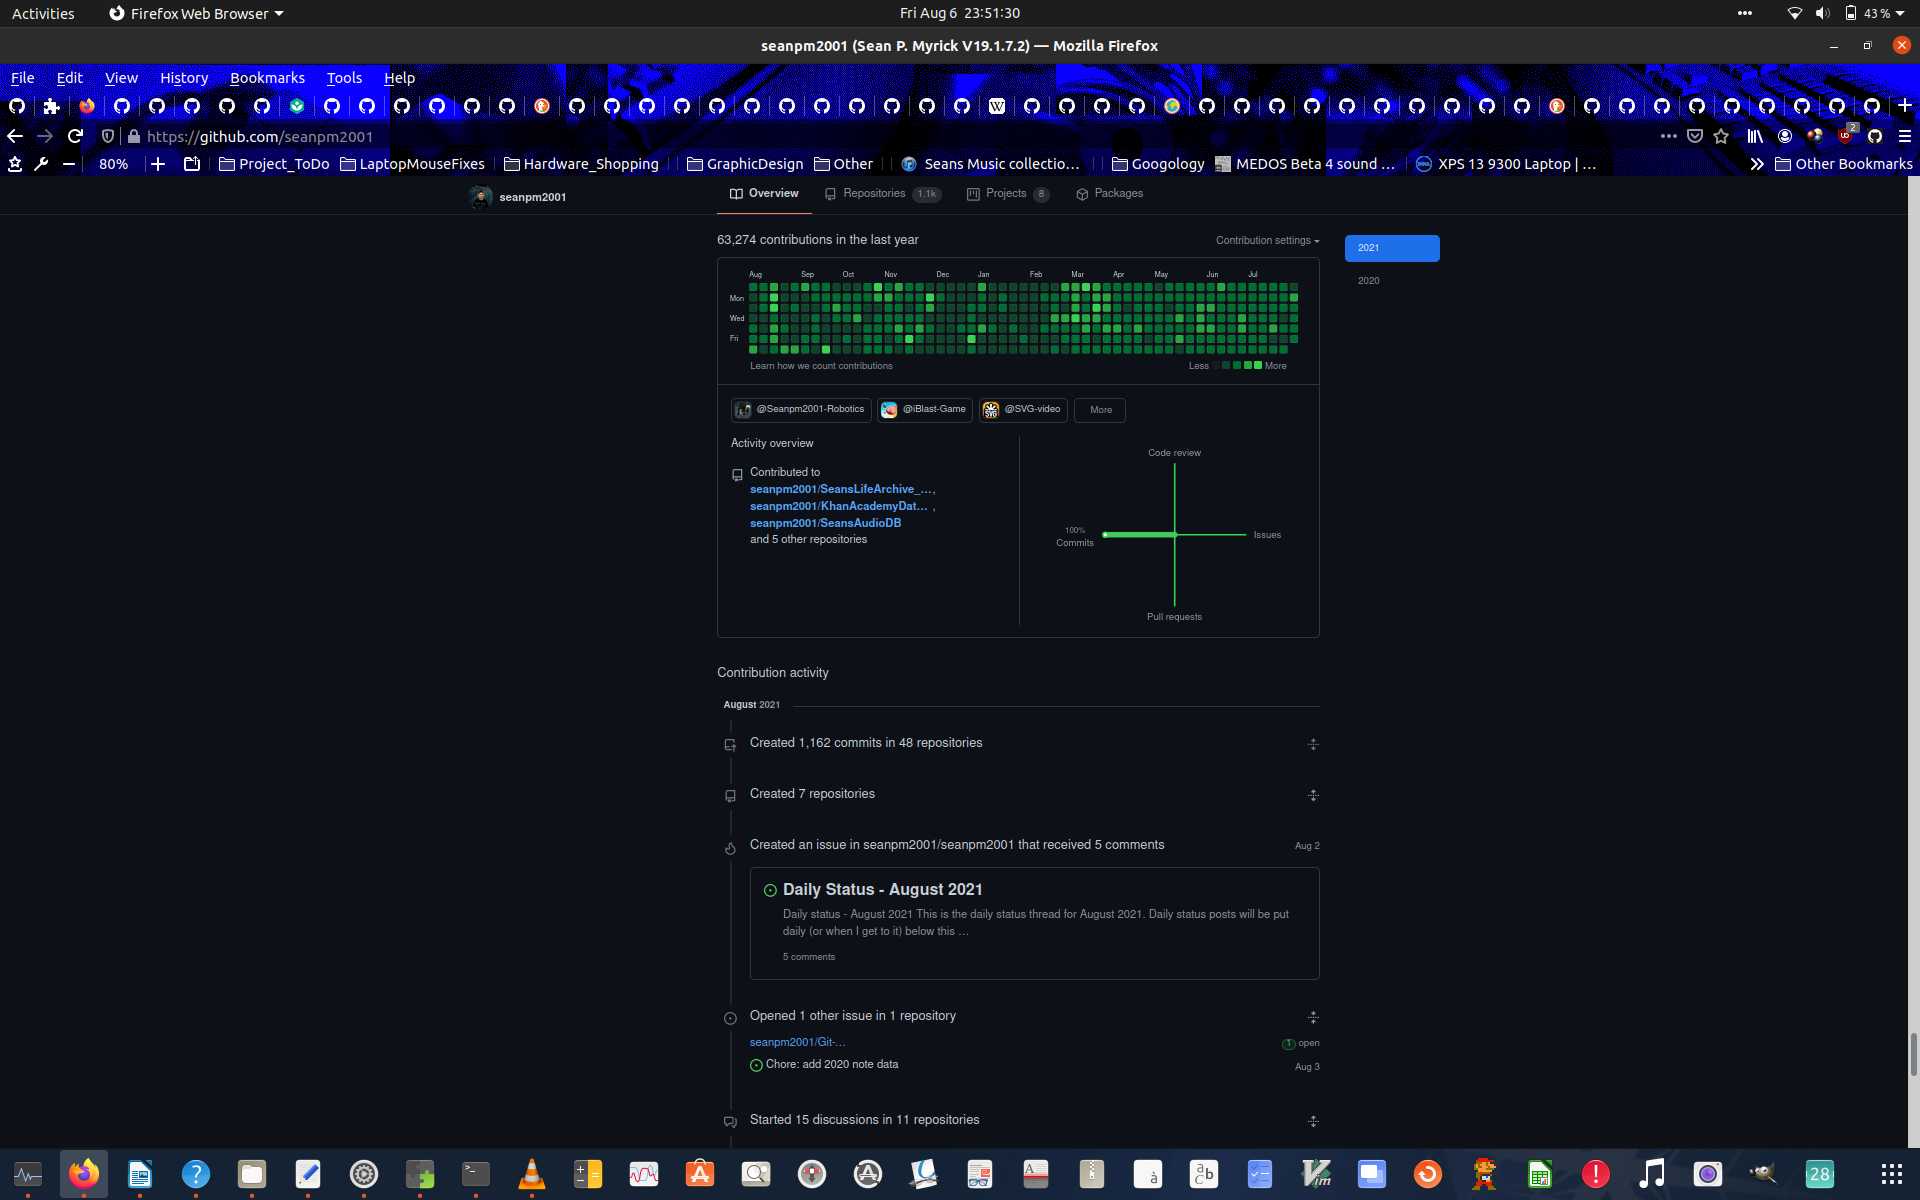 Activities
Firefox Web Browser
Fri Aug 6 23:51:30
43 %
seanpm2001 (Sean P. Myrick V19.1.7.2) — Mozilla Firefox
File Edit View History Bookmarks Tools Help
https://github.com/seanpm2001
2
80%
Project_ToDo
LaptopMouseFixes
Hardware_Shopping
GraphicDesign
Other
Seans Music collectio…
Googology
MEDOS Beta 4 sound …
XPS 13 9300 Laptop | …
Other Bookmarks
seanpm2001
Overview
Repositories 1.1k
Projects 8
Packages
63,274 contributions in the last year
Contribution settings
2021
2020
Aug Sep Oct Nov Dec Jan Feb Mar Apr May Jun Jul
Mon
Wed
Fri
Learn how we count contributions
Less More
@Seanpm2001-Robotics
@iBlast-Game
@SVG-video
More
Activity overview
Contributed to
seanpm2001/SeansLifeArchive_… ,
seanpm2001/KhanAcademyDat… ,
seanpm2001/SeansAudioDB
and 5 other repositories
Code review
100%
Commits
Issues
Pull requests
Contribution activity
August 2021
Created 1,162 commits in 48 repositories
Created 7 repositories
Created an issue in seanpm2001/seanpm2001 that received 5 comments
Aug 2
Daily Status - August 2021
Daily status - August 2021 This is the daily status thread for August 2021. Daily status posts will be put
daily (or when I get to it) below this …
5 comments
Opened 1 other issue in 1 repository
seanpm2001/Git-…
1 open
Chore: add 2020 note data
Aug 3
Started 15 discussions in 11 repositories
28